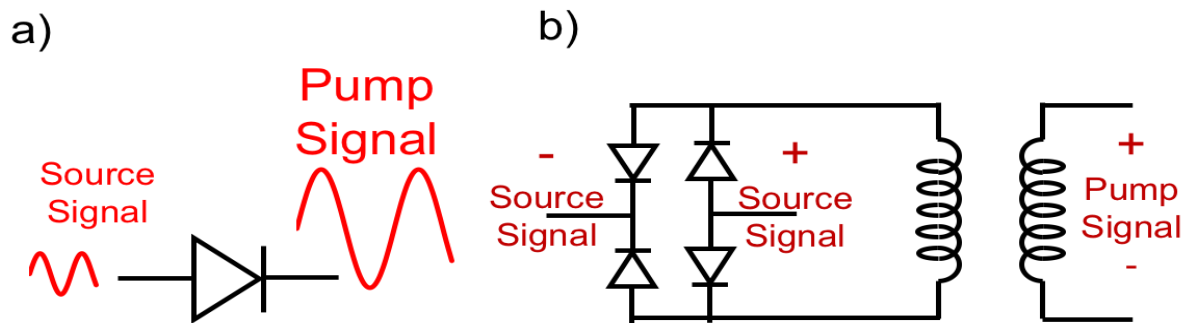 a)
Pump
Signal
Source
Signal
b)
-
Source
Signal
+
Source
Signal
+
Pump
Signal
-